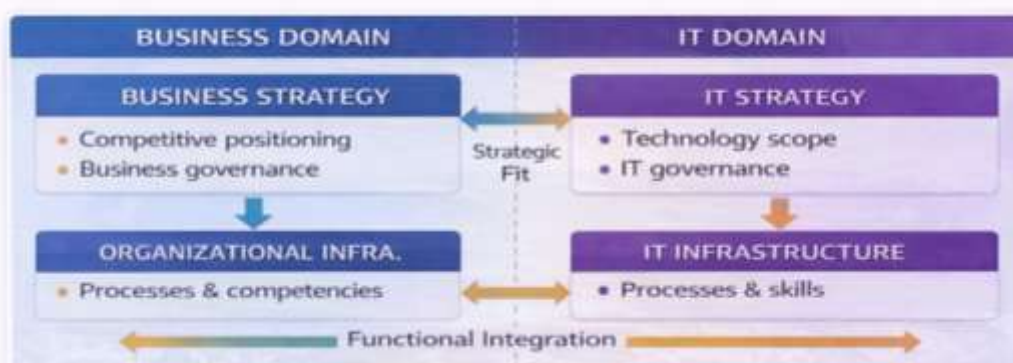 BUSINESS DOMAIN
IT DOMAIN
BUSINESS STRATEGY
• Competitive positioning
• Business governance
Strategic
Fit
IT STRATEGY
• Technology scope
• IT governance
ORGANIZATIONAL INFRA.
• Processes & competencies
IT INFRASTRUCTURE
• Processes & skills
Functional Integration